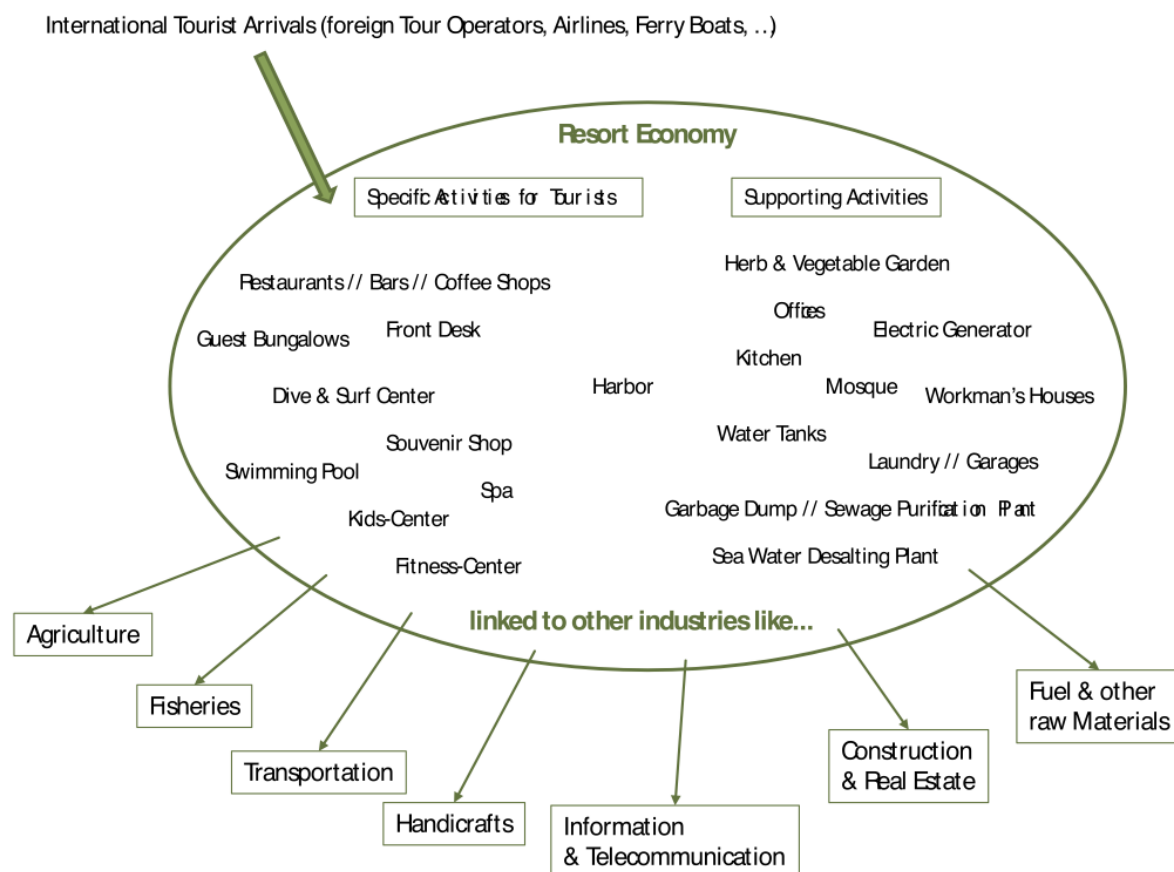 International Tourist Arrivals (foreign Tour Operators, Airlines, Ferry Boats, …)
Resort Economy
Specific Activities for Tourists
Supporting Activities
Restaurants // Bars // Coffee Shops
Herb & Vegetable Garden
Guest Bungalows
Front Desk
Offices
Electric Generator
Kitchen
Dive & Surf Center
Harbor
Mosque
Workman's Houses
Souvenir Shop
Water Tanks
Swimming Pool
Laundry // Garages
Spa
Kids-Center
Garbage Dump // Sewage Purification Plant
Fitness-Center
Sea Water Desalting Plant
linked to other industries like...
Agriculture
Fisheries
Transportation
Handicrafts
Information
& Telecommunication
Construction
& Real Estate
Fuel & other
raw Materials